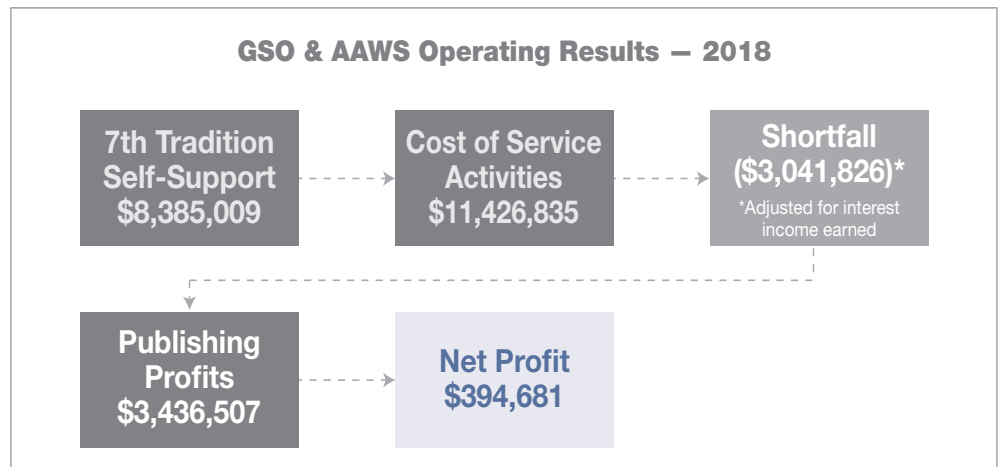 GSO & AAWS Operating Results — 2018
7th Tradition
Self-Support
$8,385,009
Cost of Service
Activities
$11,426,835
Shortfall
($3,041,826)*
*Adjusted for interest
income earned
Publishing
Profits
$3,436,507
Net Profit
$394,681